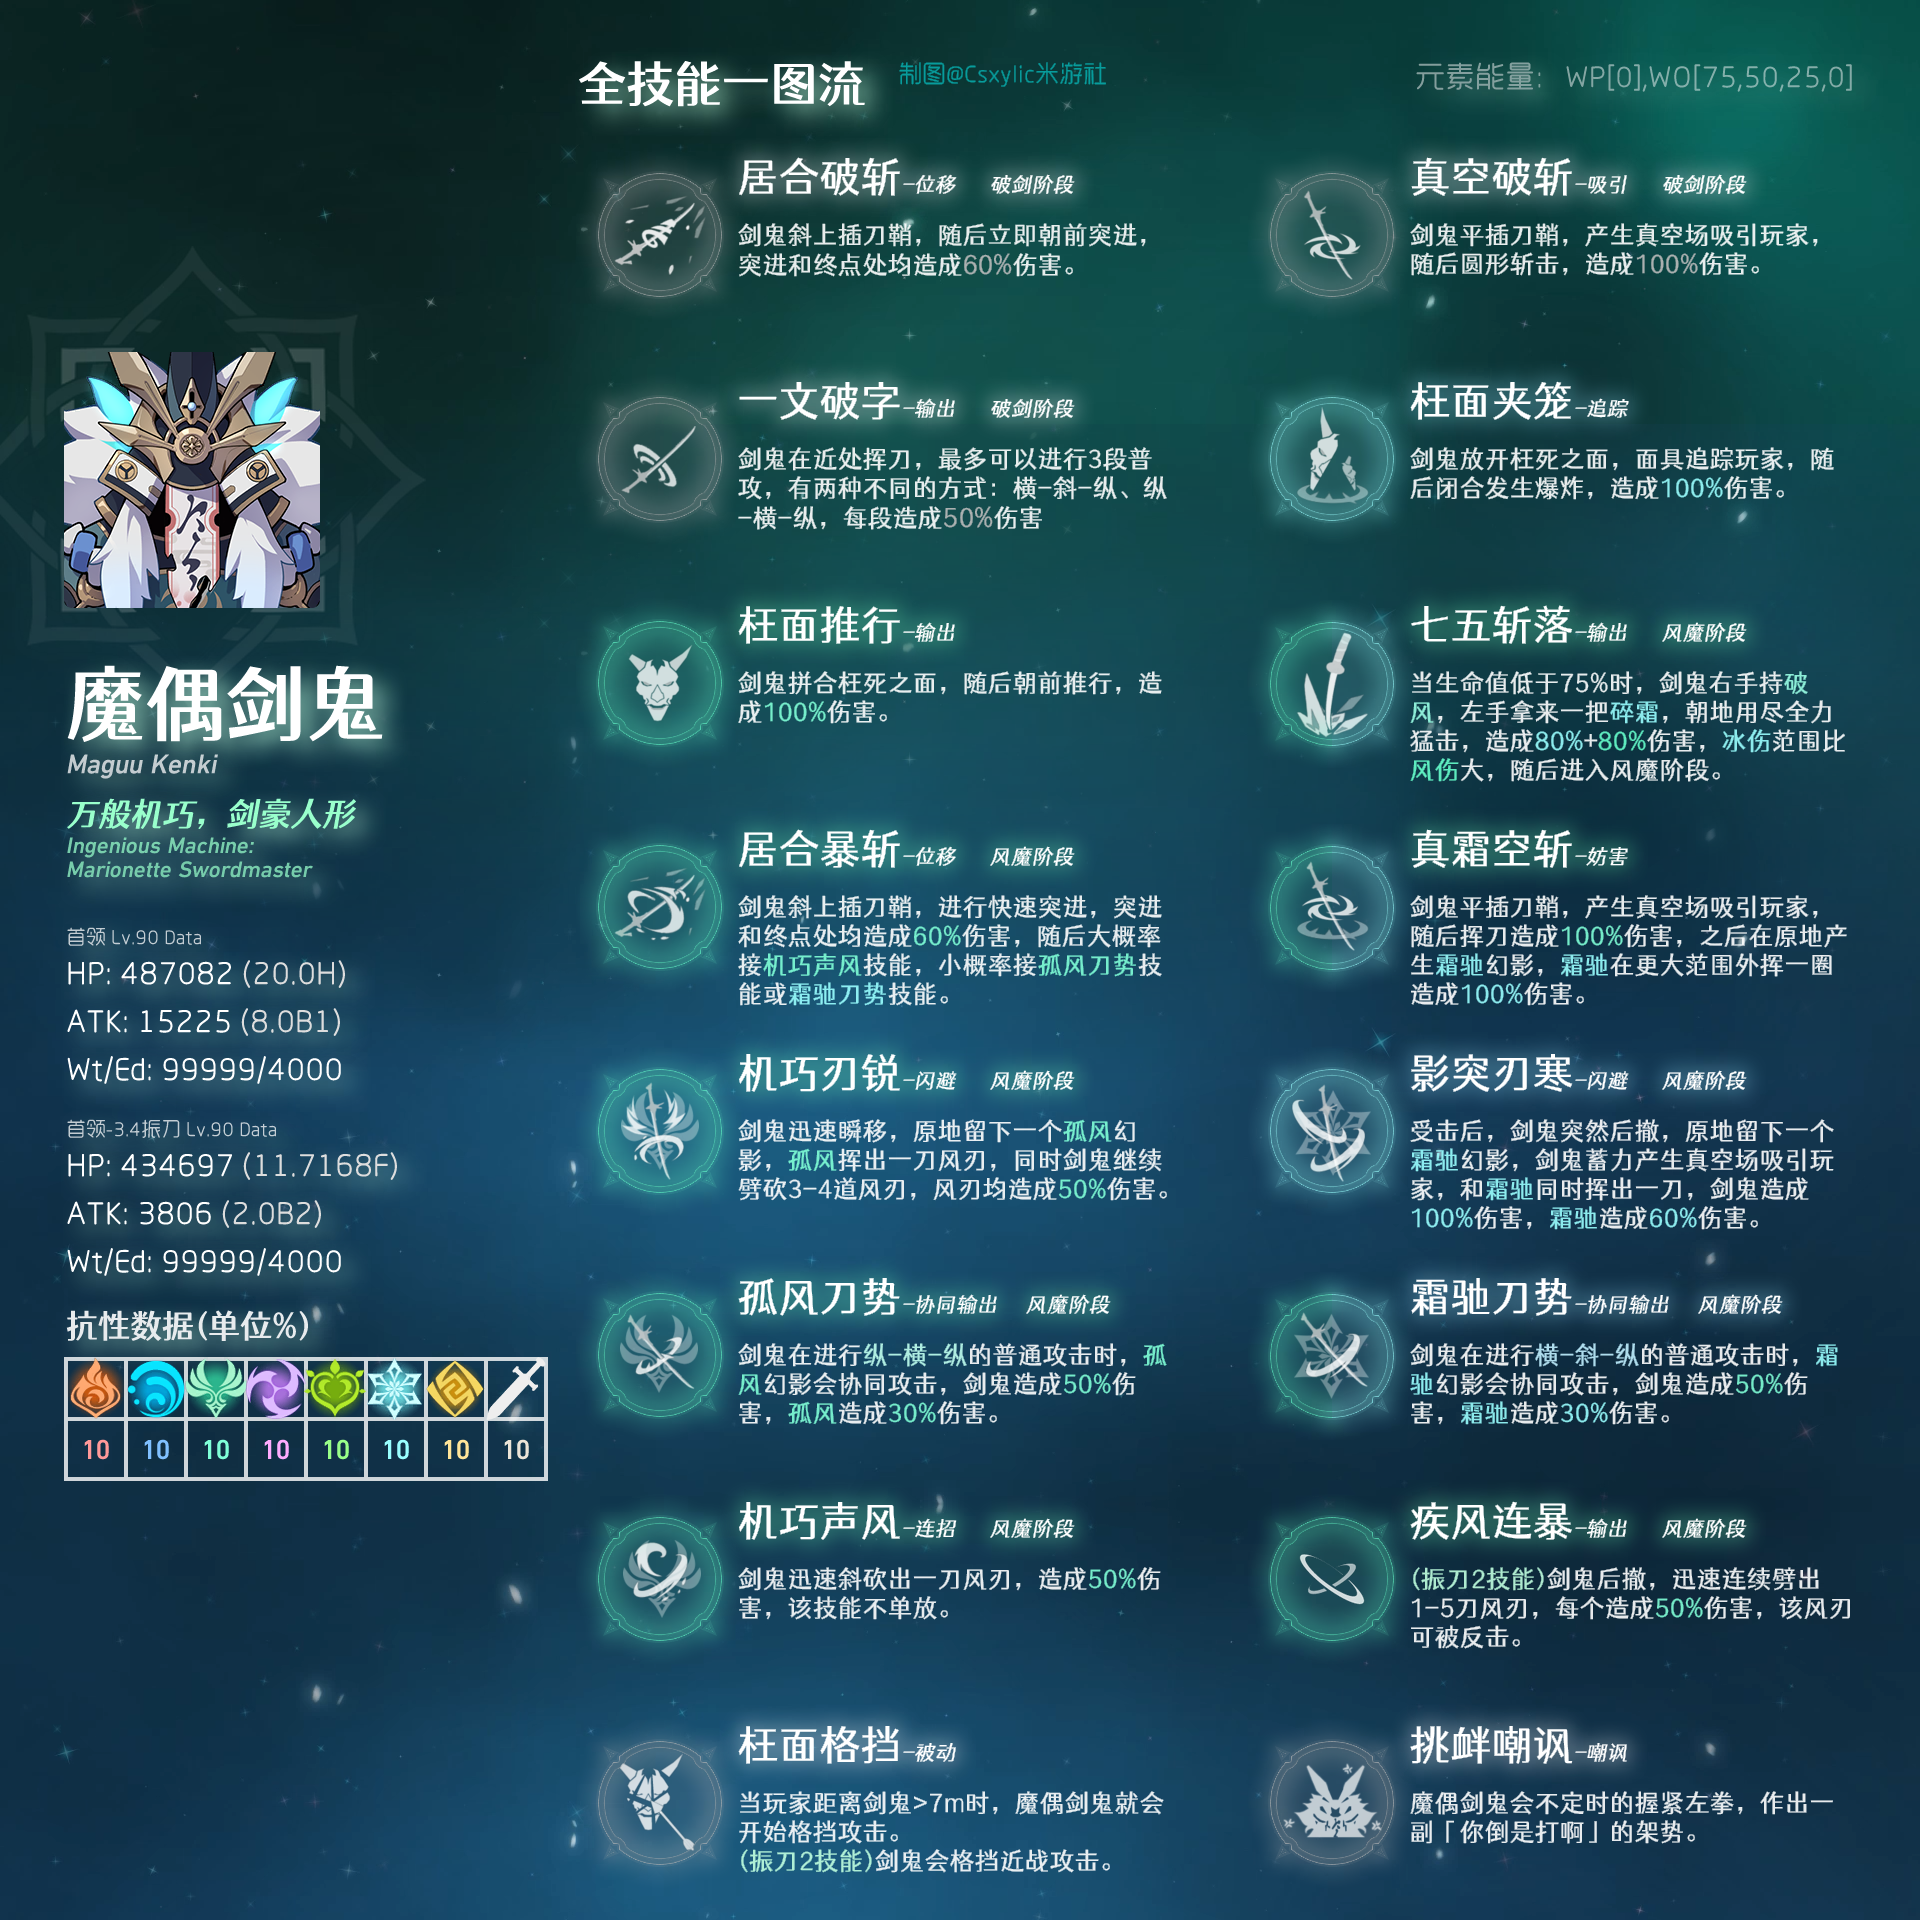 全技能一图流
制图@Csxylic米游社
元素能量： WP[0],WO[75,50,25,0]
魔偶剑鬼
Maguu Kenki
万般机巧，剑豪人形
Ingenious Machine:
Marionette Swordmaster
首领 Lv.90 Data
HP: 487082 (20.0H)
ATK: 15225 (8.0B1)
Wt/Ed: 99999/4000
首领-3.4振刀 Lv.90 Data
HP: 434697 (11.7168F)
ATK: 3806 (2.0B2)
Wt/Ed: 99999/4000
抗性数据(单位%)
10 10 10 10 10 10 10 10
居合破斩-位移 破剑阶段
剑鬼斜上插刀鞘，随后立即朝前突进，
突进和终点处均造成60%伤害。
真空破斩-吸引 破剑阶段
剑鬼平插刀鞘，产生真空场吸引玩家，
随后圆形斩击，造成100%伤害。
一文破字-输出 破剑阶段
剑鬼在近处挥刀，最多可以进行3段普
攻，有两种不同的方式：横-斜-纵、纵
-横-纵，每段造成50%伤害
枉面夹笼-追踪
剑鬼放开枉死之面，面具追踪玩家，随
后闭合发生爆炸，造成100%伤害。
枉面推行-输出
剑鬼拼合枉死之面，随后朝前推行，造
成100%伤害。
七五斩落-输出 风魔阶段
当生命值低于75%时，剑鬼右手持破
风，左手拿来一把碎霜，朝地用尽全力
猛击，造成80%+80%伤害，冰伤范围比
风伤大，随后进入风魔阶段。
居合暴斩-位移 风魔阶段
剑鬼斜上插刀鞘，进行快速突进，突进
和终点处均造成60%伤害，随后大概率
接机巧声风技能，小概率接孤风刀势技
能或霜驰刀势技能。
真霜空斩-妨害
剑鬼平插刀鞘，产生真空场吸引玩家，
随后挥刀造成100%伤害，之后在原地产
生霜驰幻影，霜驰在更大范围外挥一圈
造成100%伤害。
机巧刃锐-闪避 风魔阶段
剑鬼迅速瞬移，原地留下一个孤风幻
影，孤风挥出一刀风刃，同时剑鬼继续
劈砍3-4道风刃，风刃均造成50%伤害。
影突刃寒-闪避 风魔阶段
受击后，剑鬼突然后撤，原地留下一个
霜驰幻影，剑鬼蓄力产生真空场吸引玩
家，和霜驰同时挥出一刀，剑鬼造成
100%伤害，霜驰造成60%伤害。
孤风刀势-协同输出 风魔阶段
剑鬼在进行纵-横-纵的普通攻击时，孤
风幻影会协同攻击，剑鬼造成50%伤
害，孤风造成30%伤害。
霜驰刀势-协同输出 风魔阶段
剑鬼在进行横-斜-纵的普通攻击时，霜
驰幻影会协同攻击，剑鬼造成50%伤
害，霜驰造成30%伤害。
机巧声风-连招 风魔阶段
剑鬼迅速斜砍出一刀风刃，造成50%伤
害，该技能不单放。
疾风连暴-输出 风魔阶段
(振刀2技能)剑鬼后撤，迅速连续劈出
1-5刀风刃，每个造成50%伤害，该风刃
可被反击。
枉面格挡-被动
当玩家距离剑鬼>7m时，魔偶剑鬼就会
开始格挡攻击。
(振刀2技能)剑鬼会格挡近战攻击。
挑衅嘲讽-嘲讽
魔偶剑鬼会不定时的握紧左拳，作出一
副「你倒是打啊」的架势。